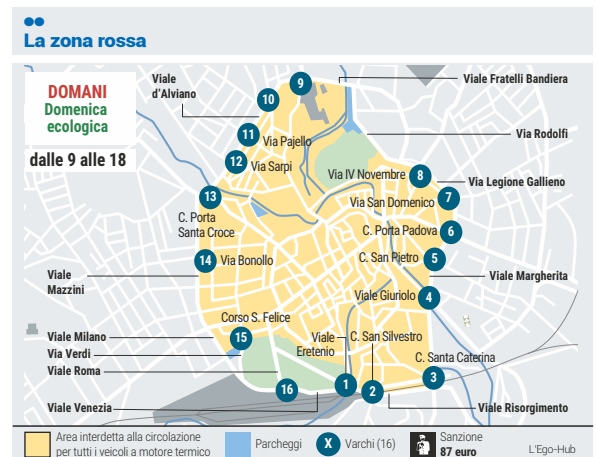 La zona rossa
DOMANI
Domenica
ecologica
dalle 9 alle 18
Viale
d'Alviano
9
10
11
Via Pajello
12
Via Sarpi
13
C. Porta
Santa Croce
14
Via Bonollo
Viale
Mazzini
Corso S. Felice
Viale Milano
15
Via Verdi
Viale Roma
16
Viale Venezia
Viale Fratelli Bandiera
Via Rodolfi
Via IV Novembre
8
Via Legione Gallieno
Via San Domenico
7
C. Porta Padova
6
C. San Pietro
5
Viale Margherita
Viale Giuriolo
4
Viale
Eretenio
C. San Silvestro
C. Santa Caterina
1
2
3
Viale Risorgimento
Area interdetta alla circolazione
per tutti i veicoli a motore termico
Parcheggi
X
Varchi (16)
Sanzione
87 euro
L'Ego-Hub